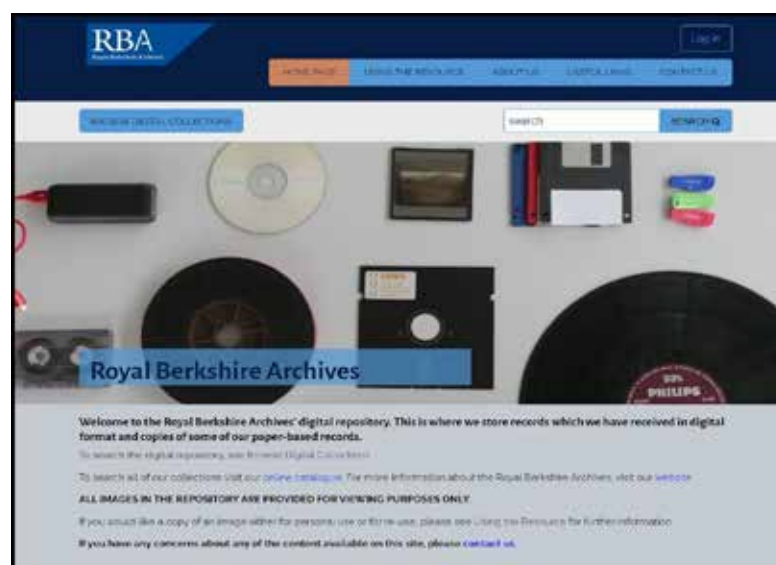 RBA
Royal Berkshire Archives
Log in
HOME PAGE USING THE RESOURCE ABOUT US USEFUL LINKS CONTACT US
BROWSE DIGITAL COLLECTIONS
search SEARCH
PHILIPS
Royal Berkshire Archives
Welcome to the Royal Berkshire Archives' digital repository. This is where we store records which we have received in digital
format and copies of some of our paper-based records.
To search the digital repository, see Browse Digital Collections
To search all of our collections visit our online catalogue. For more information about the Royal Berkshire Archives, visit our website
ALL IMAGES IN THE REPOSITORY ARE PROVIDED FOR VIEWING PURPOSES ONLY.
If you would like a copy of an image either for personal use or for re-use, please see Using the Resource for further information
If you have any concerns about any of the content available on this site, please contact us.